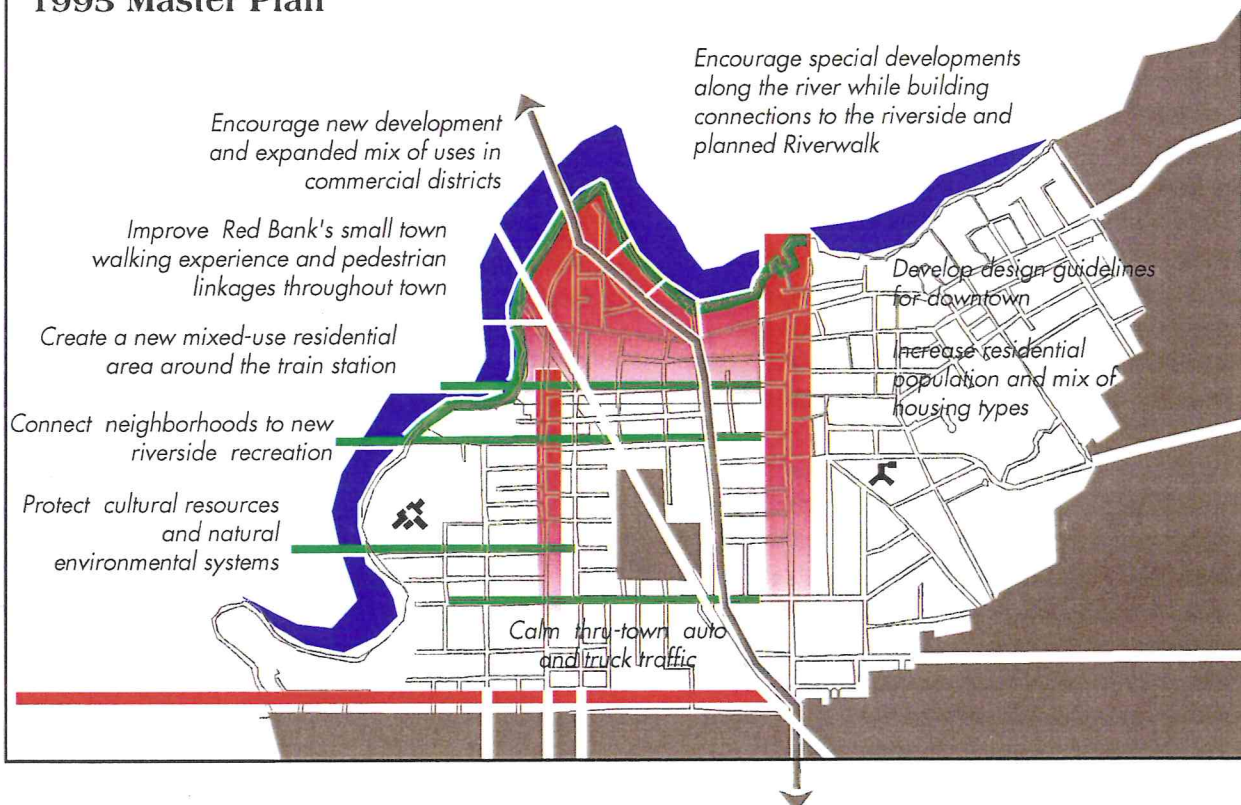 1995 Master Plan
Encourage special developments
along the river while building
connections to the riverside and
planned Riverwalk
Encourage new development
and expanded mix of uses in
commercial districts
Improve Red Bank's small town
walking experience and pedestrian
linkages throughout town
Create a new mixed-use residential
area around the train station
Connect neighborhoods to new
riverside recreation
Protect cultural resources
and natural
environmental systems
Develop design guidelines
for downtown
Increase residential
population and mix of
housing types
Calm thru-town auto
and truck traffic